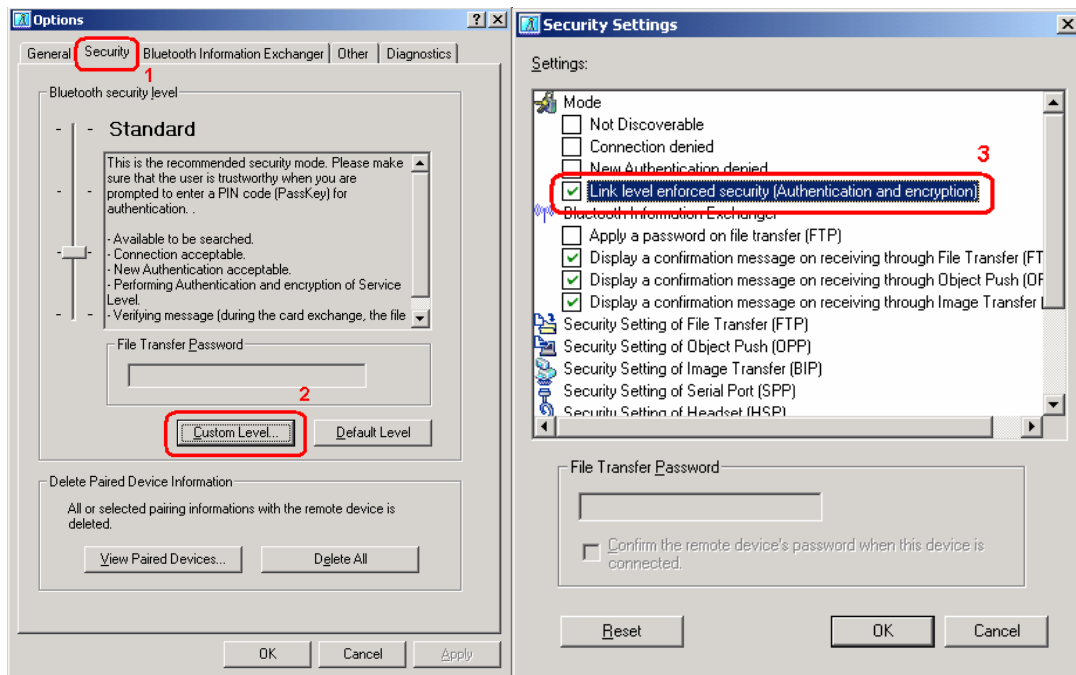 Options
General
Security
Bluetooth Information Exchanger
Other
Diagnostics
1
Bluetooth security level
Standard
This is the recommended security mode. Please make
sure that the user is trustworthy when you are
prompted to enter a PIN code (PassKey) for
authentication. .
- Available to be searched.
- Connection acceptable.
- New Authentication acceptable.
- Performing Authentication and encryption of Service
Level.
- Verifying message (during the card exchange, the file
File Transfer Password
2
Custom Level...
Default Level
Delete Paired Device Information
All or selected pairing informations with the remote device is
deleted.
View Paired Devices...
Delete All
OK
Cancel
Apply
Security Settings
Settings:
Mode
Not Discoverable
Connection denied
New Authentication denied
3
Link level enforced security (Authentication and encryption)
Bluetooth Information Exchanger
Apply a password on file transfer (FTP)
Display a confirmation message on receiving through File Transfer (FT
Display a confirmation message on receiving through Object Push (OF
Display a confirmation message on receiving through Image Transfer
Security Setting of File Transfer (FTP)
Security Setting of Object Push (OPP)
Security Setting of Image Transfer (BIP)
Security Setting of Serial Port (SPP)
Security Setting of Headset (HSP)
File Transfer Password
Confirm the remote device's password when this device is
connected.
Reset
OK
Cancel